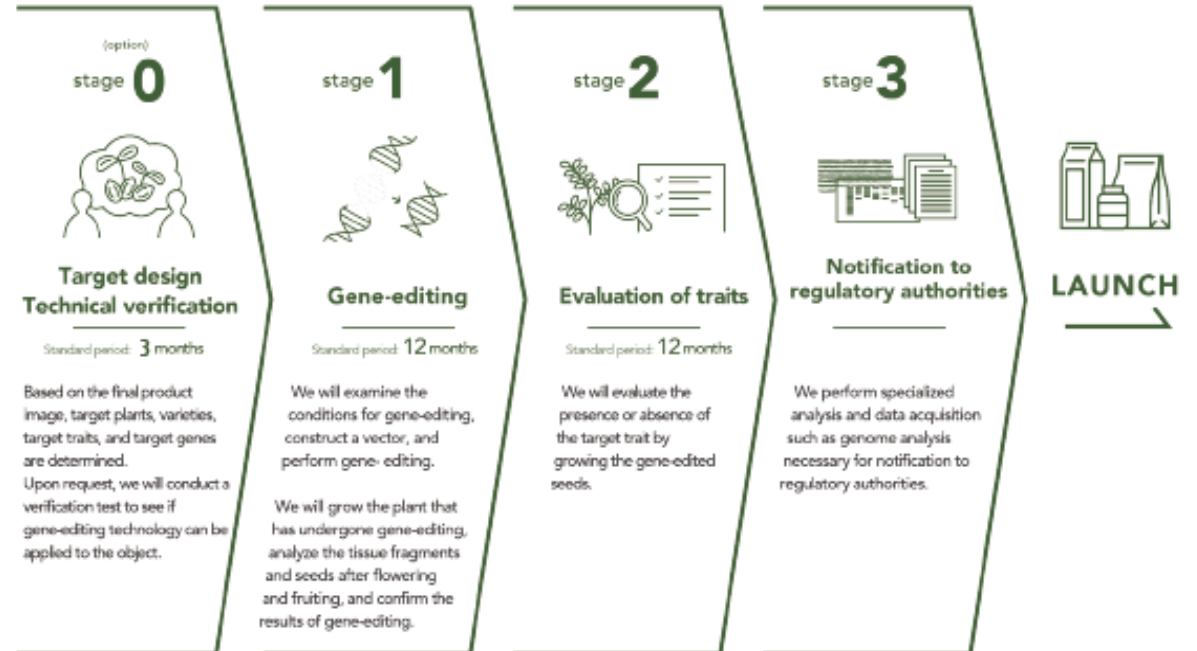 (option)
stage 0
Target design
Technical verification
Standard period: 3 months
Based on the final product
image, target plants, varieties,
target traits, and target genes
are determined.
Upon request, we will conduct a
verification test to see if
gene-editing technology can be
applied to the object.
stage 1
Gene-editing
Standard period: 12 months
We will examine the
conditions for gene-editing,
construct a vector, and
perform gene- editing.
We will grow the plant that
has undergone gene-editing,
analyze the tissue fragments
and seeds after flowering
and fruiting, and confirm the
results of gene-editing.
stage 2
Evaluation of traits
Standard period: 12 months
We will evaluate the
presence or absence of
the target trait by
growing the gene-edited
seeds.
stage 3
Notification to
regulatory authorities
We perform specialized
analysis and data acquisition
such as genome analysis
necessary for notification to
regulatory authorities.
LAUNCH